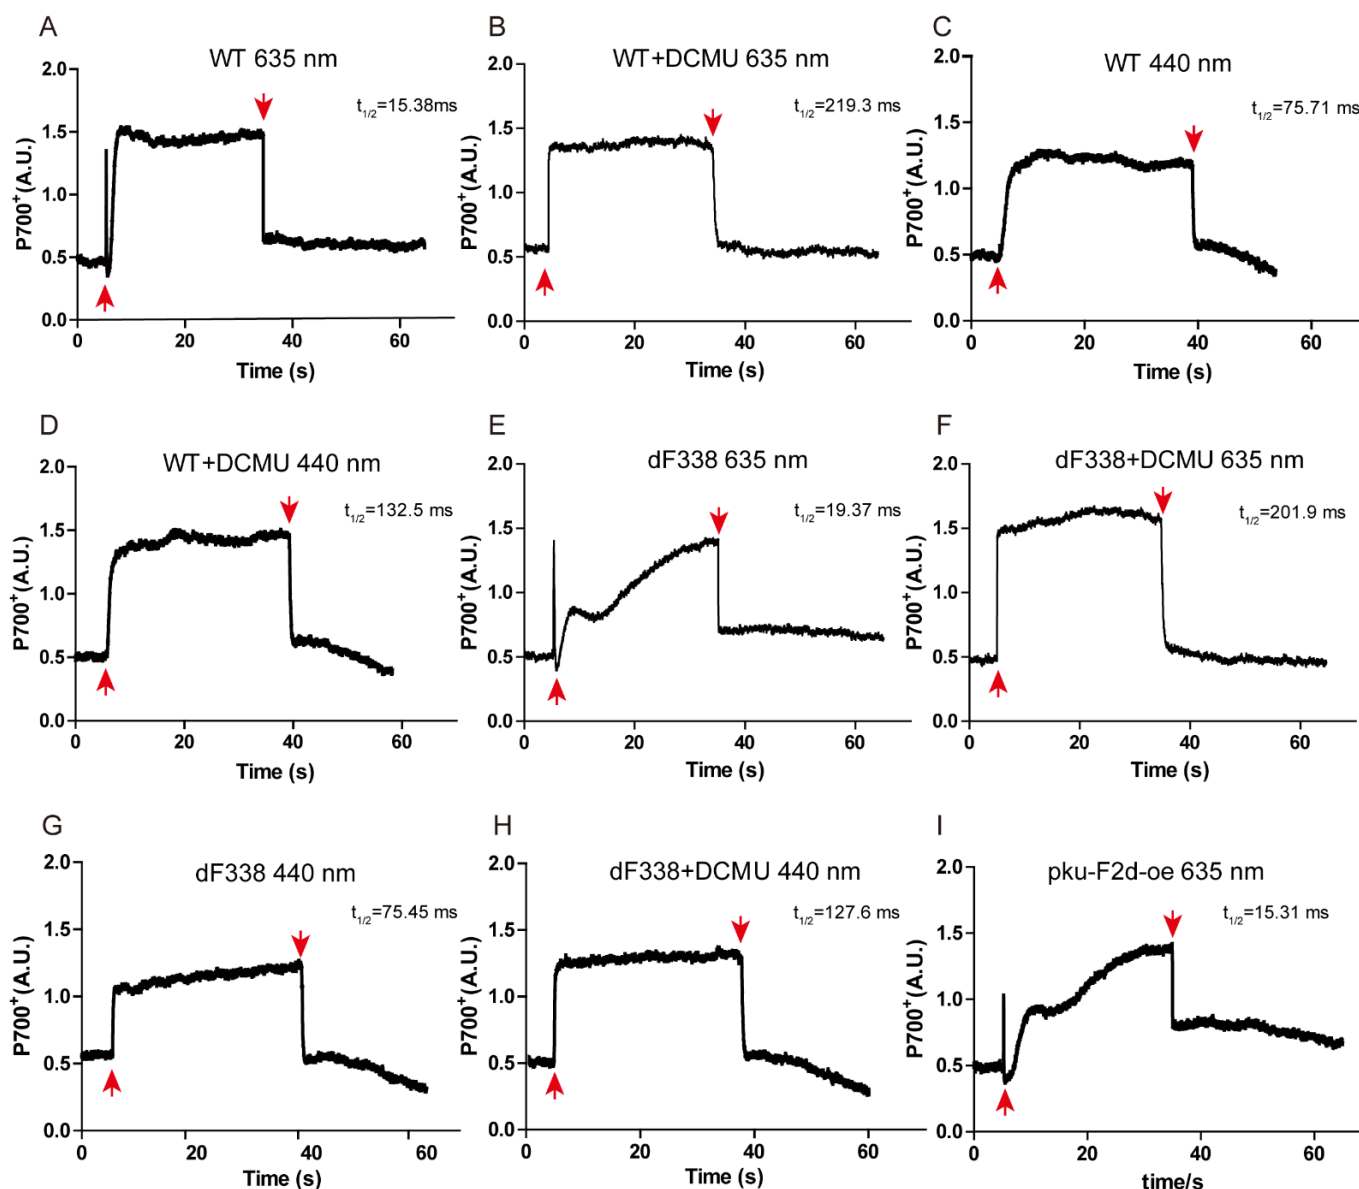 A
WT 635 nm
t1/2=15.38ms
P700+(A.U.)
2.0
1.5
1.0
0.5
0.0
0 20 40 60
Time (s)
B
WT+DCMU 635 nm
t1/2=219.3 ms
P700+(A.U.)
2.0
1.5
1.0
0.5
0.0
0 20 40 60
Time (s)
C
WT 440 nm
t1/2=75.71 ms
P700+(A.U.)
2.0
1.5
1.0
0.5
0.0
0 20 40 60
Time (s)
D
WT+DCMU 440 nm
t1/2=132.5 ms
P700+(A.U.)
2.0
1.5
1.0
0.5
0.0
0 20 40 60
Time (s)
E
dF338 635 nm
t1/2=19.37 ms
P700+(A.U.)
2.0
1.5
1.0
0.5
0.0
0 20 40 60
Time (s)
F
dF338+DCMU 635 nm
t1/2=201.9 ms
P700+(A.U.)
2.0
1.5
1.0
0.5
0.0
0 20 40 60
Time (s)
G
dF338 440 nm
t1/2=75.45 ms
P700+(A.U.)
2.0
1.5
1.0
0.5
0.0
0 20 40 60
Time (s)
H
dF338+DCMU 440 nm
t1/2=127.6 ms
P700+(A.U.)
2.0
1.5
1.0
0.5
0.0
0 20 40 60
Time (s)
I
pku-F2d-oe 635 nm
t1/2=15.31 ms
P700+(A.U.)
2.0
1.5
1.0
0.5
0.0
0 20 40 60
time/s